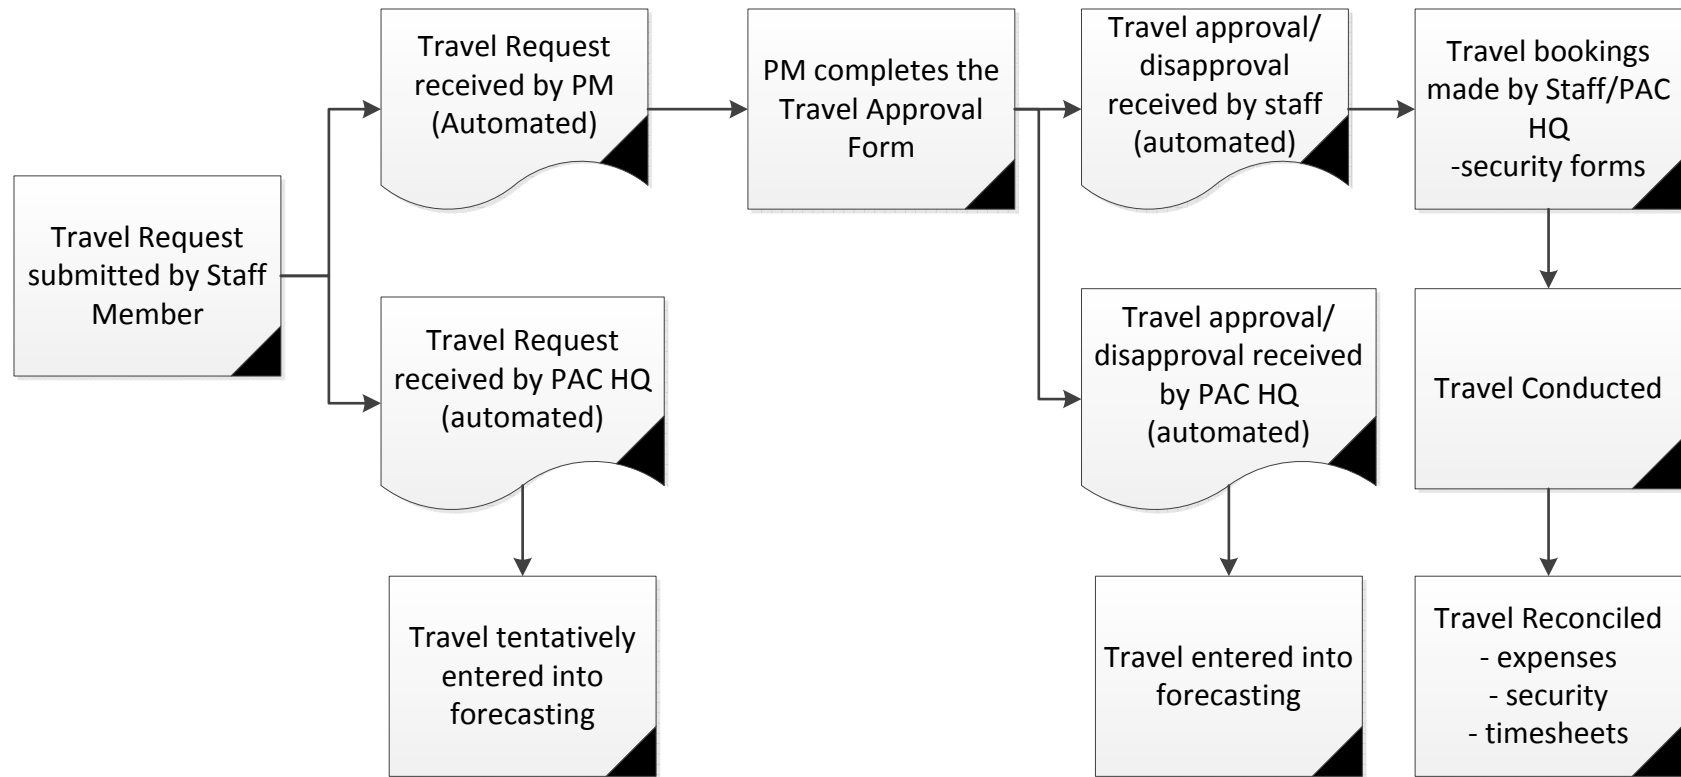 Travel Request
submitted by Staff
Member
Travel Request
received by PM
(Automated)
Travel Request
received by PAC HQ
(automated)
Travel tentatively
entered into
forecasting
PM completes the
Travel Approval
Form
Travel approval/
disapproval
received by staff
(automated)
Travel approval/
disapproval received
by PAC HQ
(automated)
Travel entered into
forecasting
Travel bookings
made by Staff/PAC
HQ
-security forms
Travel Conducted
Travel Reconciled
- expenses
- security
- timesheets